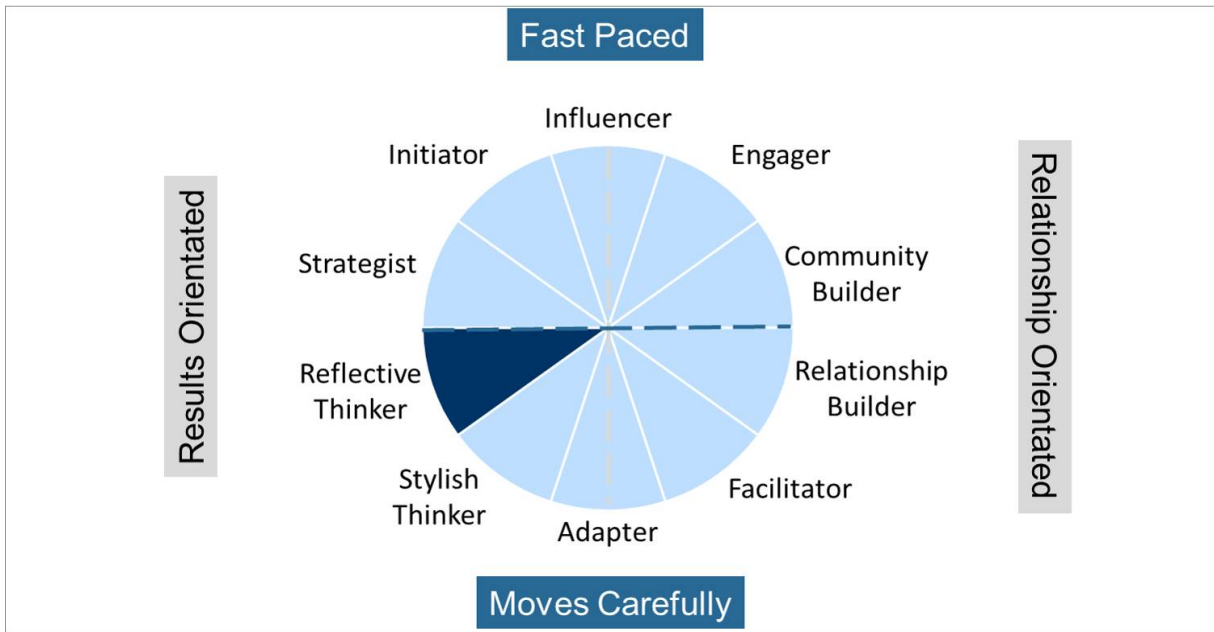 Fast Paced
Influencer
Initiator
Engager
Results Orientated
Relationship Orientated
Strategist
Community
Builder
Reflective
Thinker
Relationship
Builder
Stylish
Thinker
Facilitator
Adapter
Moves Carefully